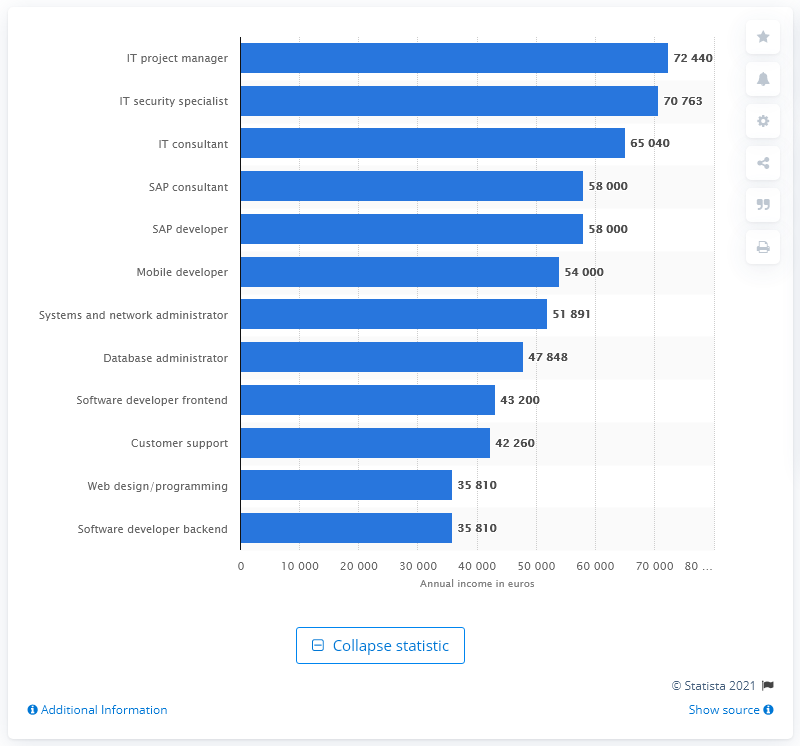 IT project manager 72 440
IT security specialist 70 763
IT consultant 65 040
SAP consultant 58 000
SAP developer 58 000
Mobile developer 54 000
Systems and network administrator 51 891
Database administrator 47 848
Software developer frontend 43 200
Customer support 42 260
Web design/programming 35 810
Software developer backend 35 810
0 10 000 20 000 30 000 40 000 50 000 60 000 70 000 80 ...
Annual income in euros
Collapse statistic
© Statista 2021
Additional Information Show source